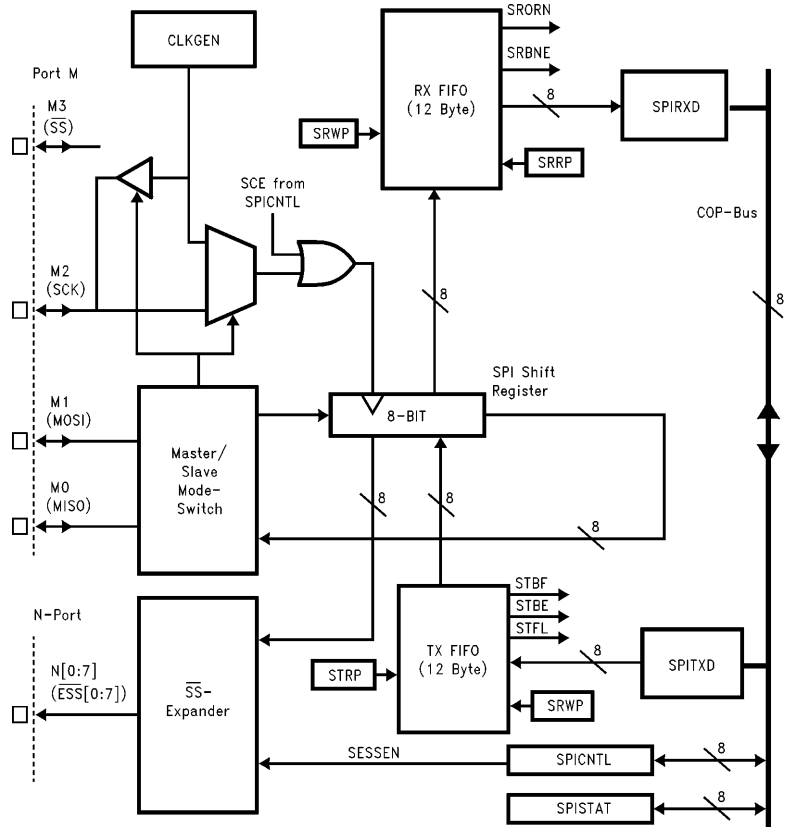 CLKGEN
Port M
M3
(SS)
SCE from
SPICNTL
M2
(SCK)
M1
(MOSI)
M0
(MISO)
Master/
Slave
Mode-
Switch
N-Port
N[0:7]
(ESS[0:7])
SS-
Expander
SRORN
SRBNE
RX FIFO
(12 Byte)
SRWP
SRRP
8
SPIRXD
COP-Bus
8
8
SPI Shift
Register
8-BIT
8
8
8
STBF
STBE
STFL
TX FIFO
(12 Byte)
STRP
SRWP
8
SPITXD
SESSEN
SPICNTL
8
SPISTAT
8